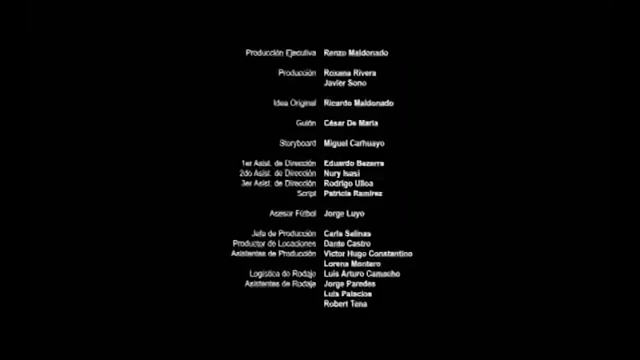 Producción Ejecutiva Renzo Maldonado
Producción Roxana Rivera
Javier Sono
Idea Original Ricardo Maldonado
Guión César De María
Storyboard Miguel Carhuayo
1er Asist. de Dirección Eduardo Bezerra
2do Asist. de Dirección Nury Isasi
3er Asist. de Dirección Rodrigo Ulloa
Script Patricia Ramirez
Asesor Fútbol Jorge Luyo
Jefa de Producción Carla Salinas
Productor de Locaciones Dante Castro
Asistentes de Producción Victor Hugo Constantino
Lorena Montero
Logística de Rodaje Luis Arturo Camacho
Asistentes de Rodaje Jorge Paredes
Luis Palacios
Robert Tena